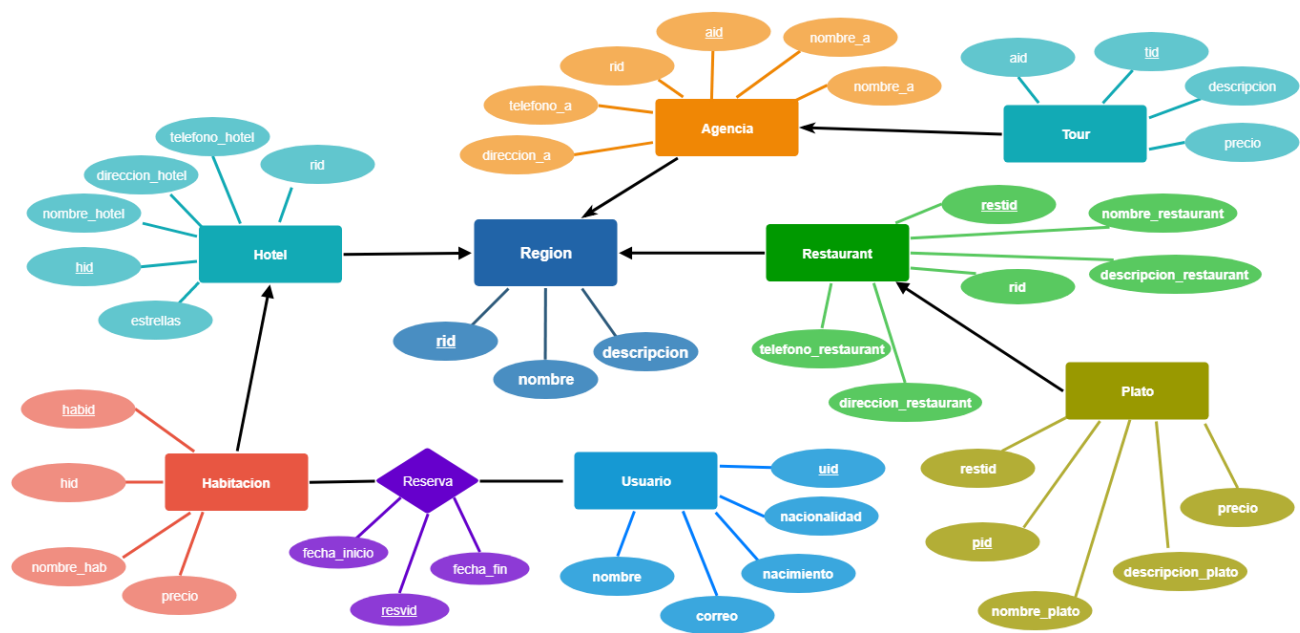 aid
nombre_a
rid
aid
tid
telefono_a
nombre_a
descripcion
Agencia
Tour
direccion_a
precio
telefono_hotel
rid
direccion_hotel
nombre_hotel
hid
estrellas
Hotel
Region
rid
nombre
descripcion
Restaurant
restid
nombre_restaurant
descripcion_restaurant
rid
telefono_restaurant
direccion_restaurant
Plato
restid
pid
nombre_plato
descripcion_plato
precio
habid
hid
nombre_hab
precio
Habitacion
Reserva
fecha_inicio
resvid
fecha_fin
Usuario
uid
nacionalidad
nacimiento
correo
nombre